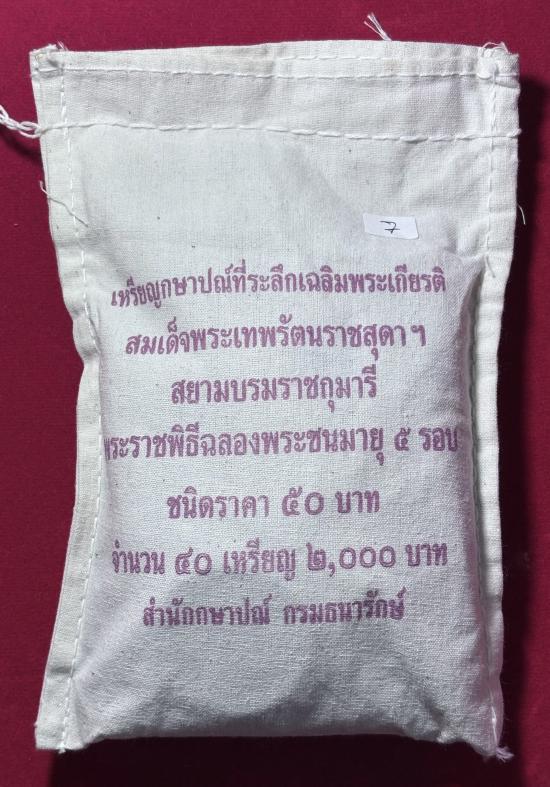 7
เหรียญกษาปณ์ที่ระลึกเฉลิมพระเกียรติ
สมเด็จพระเทพรัตนราชสุดา ฯ
สยามบรมราชกุมารี
พระราชพิธีฉลองพระชนมายุ ๕ รอบ
ชนิดราคา ๕๐ บาท
จำนวน ๔๐ เหรียญ ๒,๐๐๐ บาท
สำนักกษาปณ์ กรมธนารักษ์